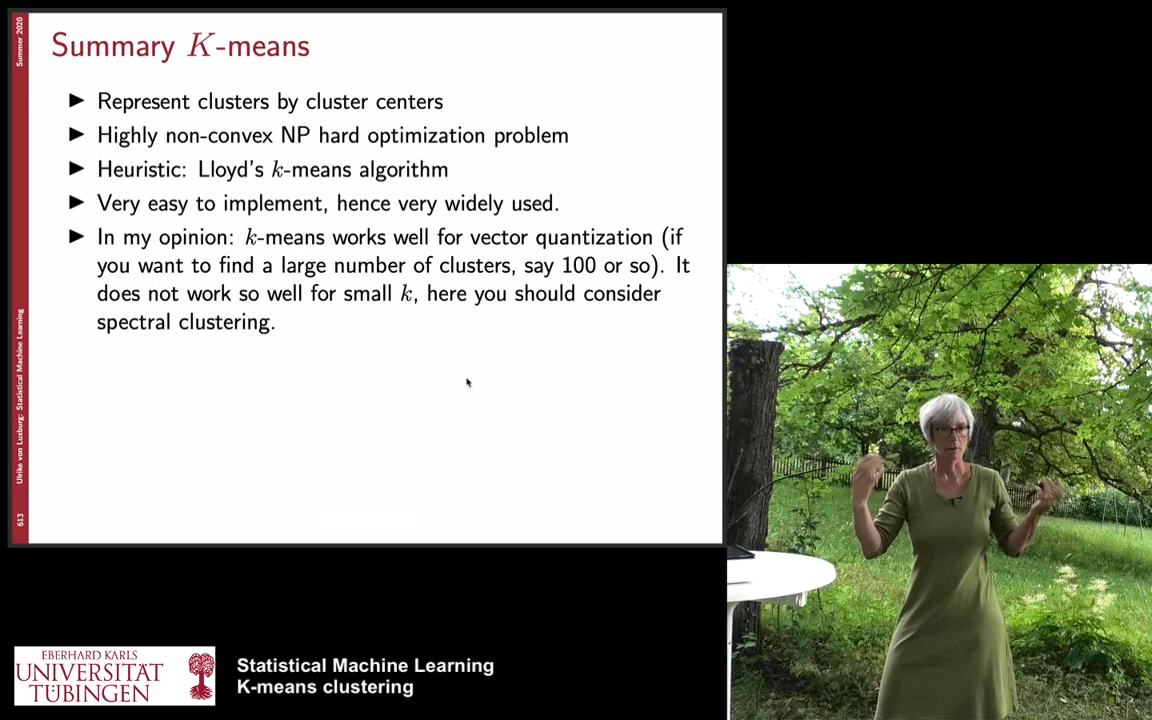 Summer 2020
Summary K-means
► Represent clusters by cluster centers
► Highly non-convex NP hard optimization problem
► Heuristic: Lloyd's k-means algorithm
► Very easy to implement, hence very widely used.
► In my opinion: k-means works well for vector quantization (if
you want to find a large number of clusters, say 100 or so). It
does not work so well for small k, here you should consider
spectral clustering.
Ulrike von Luxburg: Statistical Machine Learning
613
EBERHARD KARLS
UNIVERSITÄT
TÜBINGEN
Statistical Machine Learning
K-means clustering